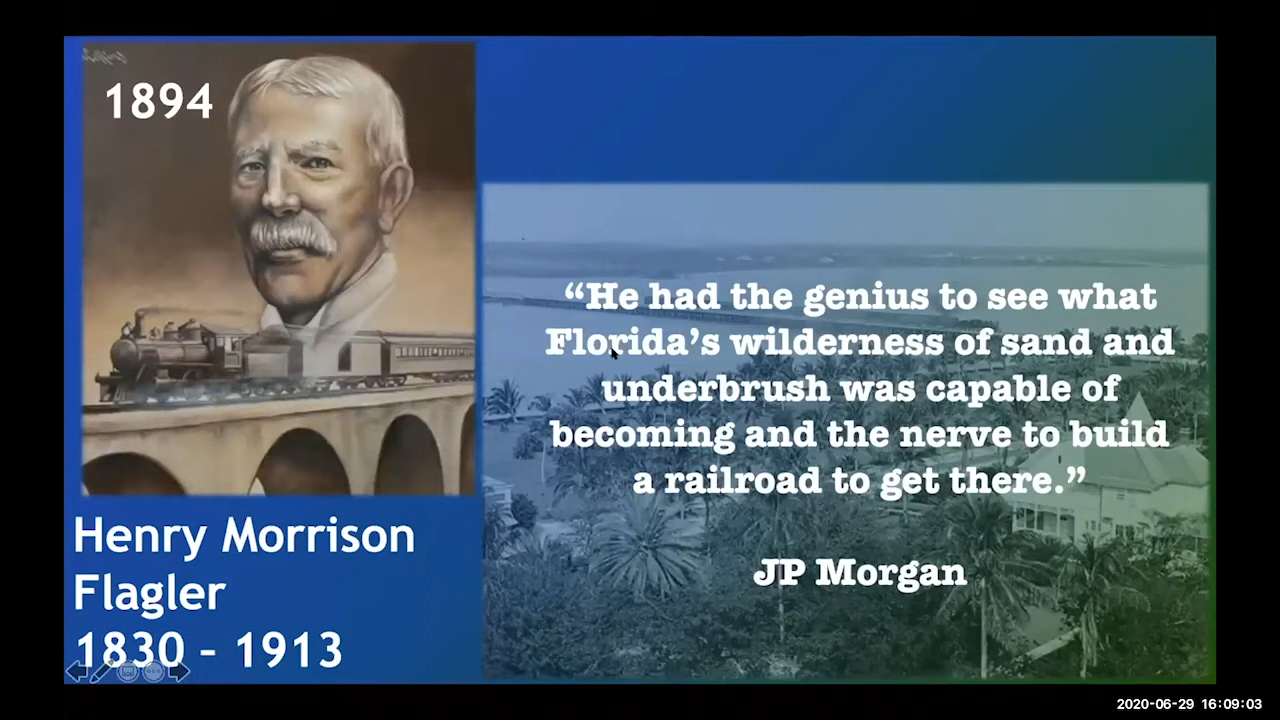 1894
“He had the genius to see what
Florida’s wilderness of sand and
underbrush was capable of
becoming and the nerve to build
a railroad to get there.”
JP Morgan
Henry Morrison
Flagler
1830 – 1913
2020-06-29 16:09:03